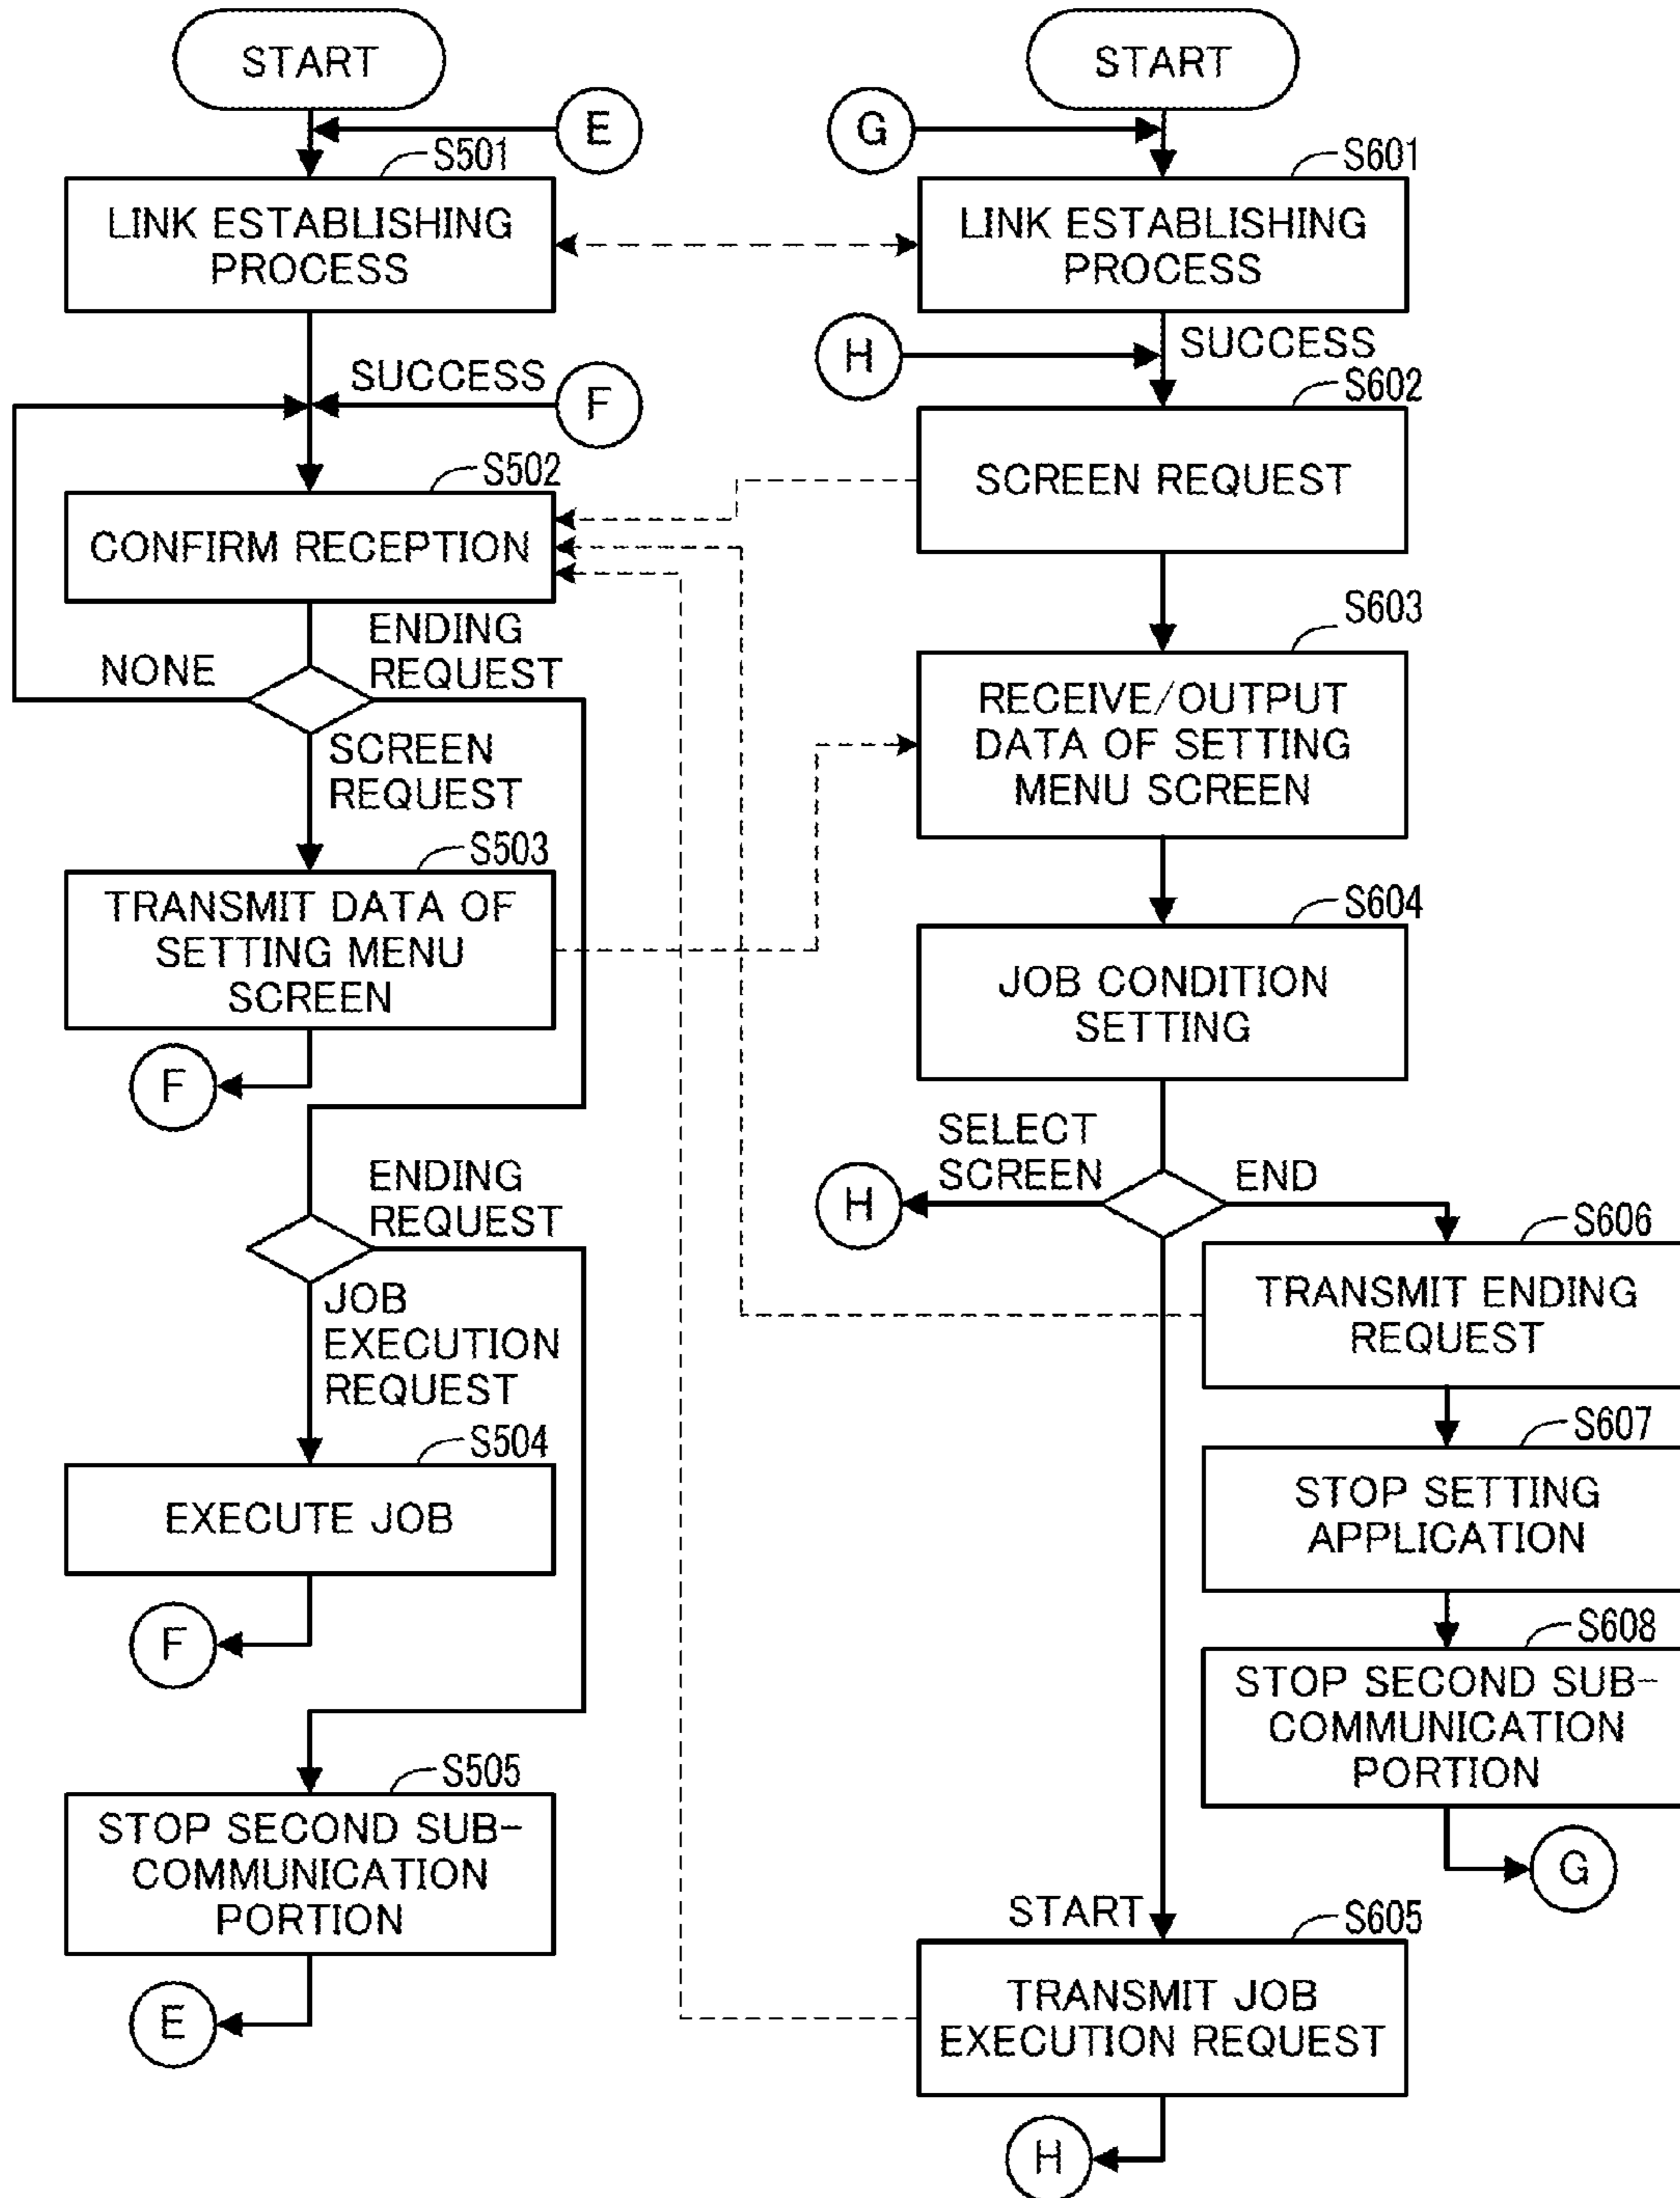 START
E
S501
LINK ESTABLISHING
PROCESS
SUCCESS
F
S502
CONFIRM RECEPTION
ENDING
REQUEST
NONE
SCREEN
REQUEST
S503
TRANSMIT DATA OF
SETTING MENU
SCREEN
F
ENDING
REQUEST
JOB
EXECUTION
REQUEST
S504
EXECUTE JOB
F
S505
STOP SECOND SUB-
COMMUNICATION
PORTION
E
START
G
S601
LINK ESTABLISHING
PROCESS
H
SUCCESS
S602
SCREEN REQUEST
S603
RECEIVE/OUTPUT
DATA OF SETTING
MENU SCREEN
S604
JOB CONDITION
SETTING
SELECT
SCREEN
H
END
S606
TRANSMIT ENDING
REQUEST
S607
STOP SETTING
APPLICATION
S608
STOP SECOND SUB-
COMMUNICATION
PORTION
G
START
S605
TRANSMIT JOB
EXECUTION REQUEST
H